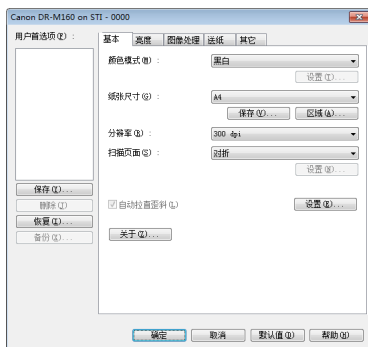 Canon DR-M160 on STI - 0000
用户首选项(P) :
保存(V)...
删除(J)
恢复(Z)...
备份(X)...
基本 亮度 图像处理 送纸 其它
颜色模式(M) : 黑白
设置(T)...
纸张尺寸(G) : A4
保存(Y)... 区域(A)...
分辨率(R) : 300 dpi
扫描页面(S) : 对折
自动拉直歪斜(L) 设置(K)...
关于(Z)...
确定 取消 默认值(D) 帮助(H)